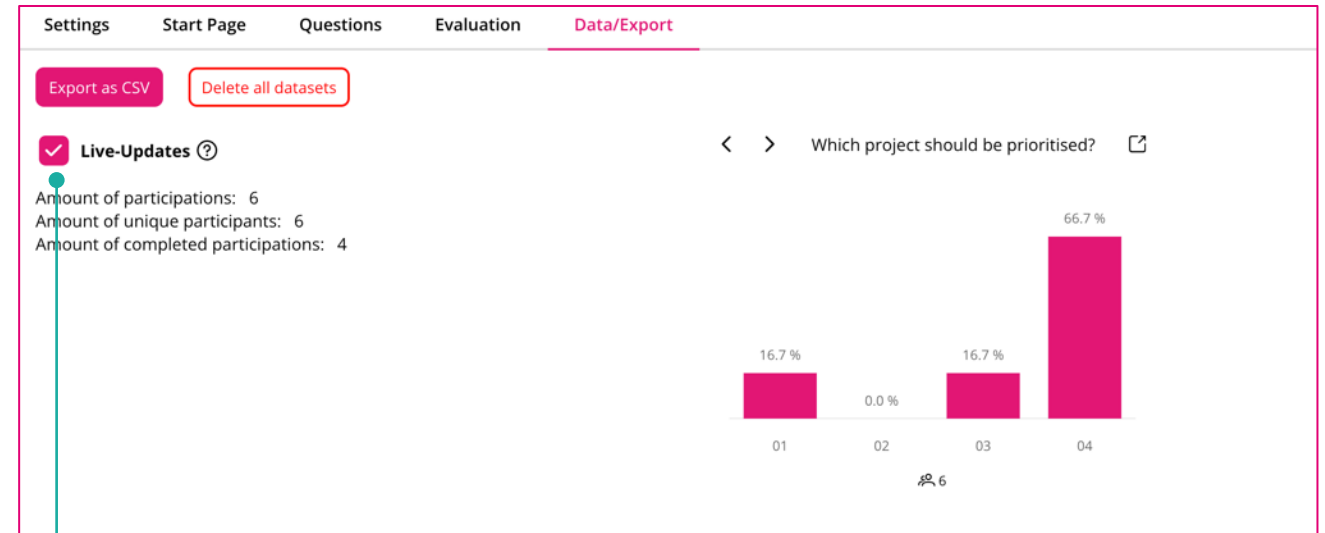 Settings Start Page Questions Evaluation Data/Export
Export as CSV Delete all datasets
Live-Updates ?
Which project should be prioritised?
Amount of participations: 6
Amount of unique participants: 6
Amount of completed participations: 4
66.7 %
16.7 % 16.7 %
0.0 %
01 02 03 04
6